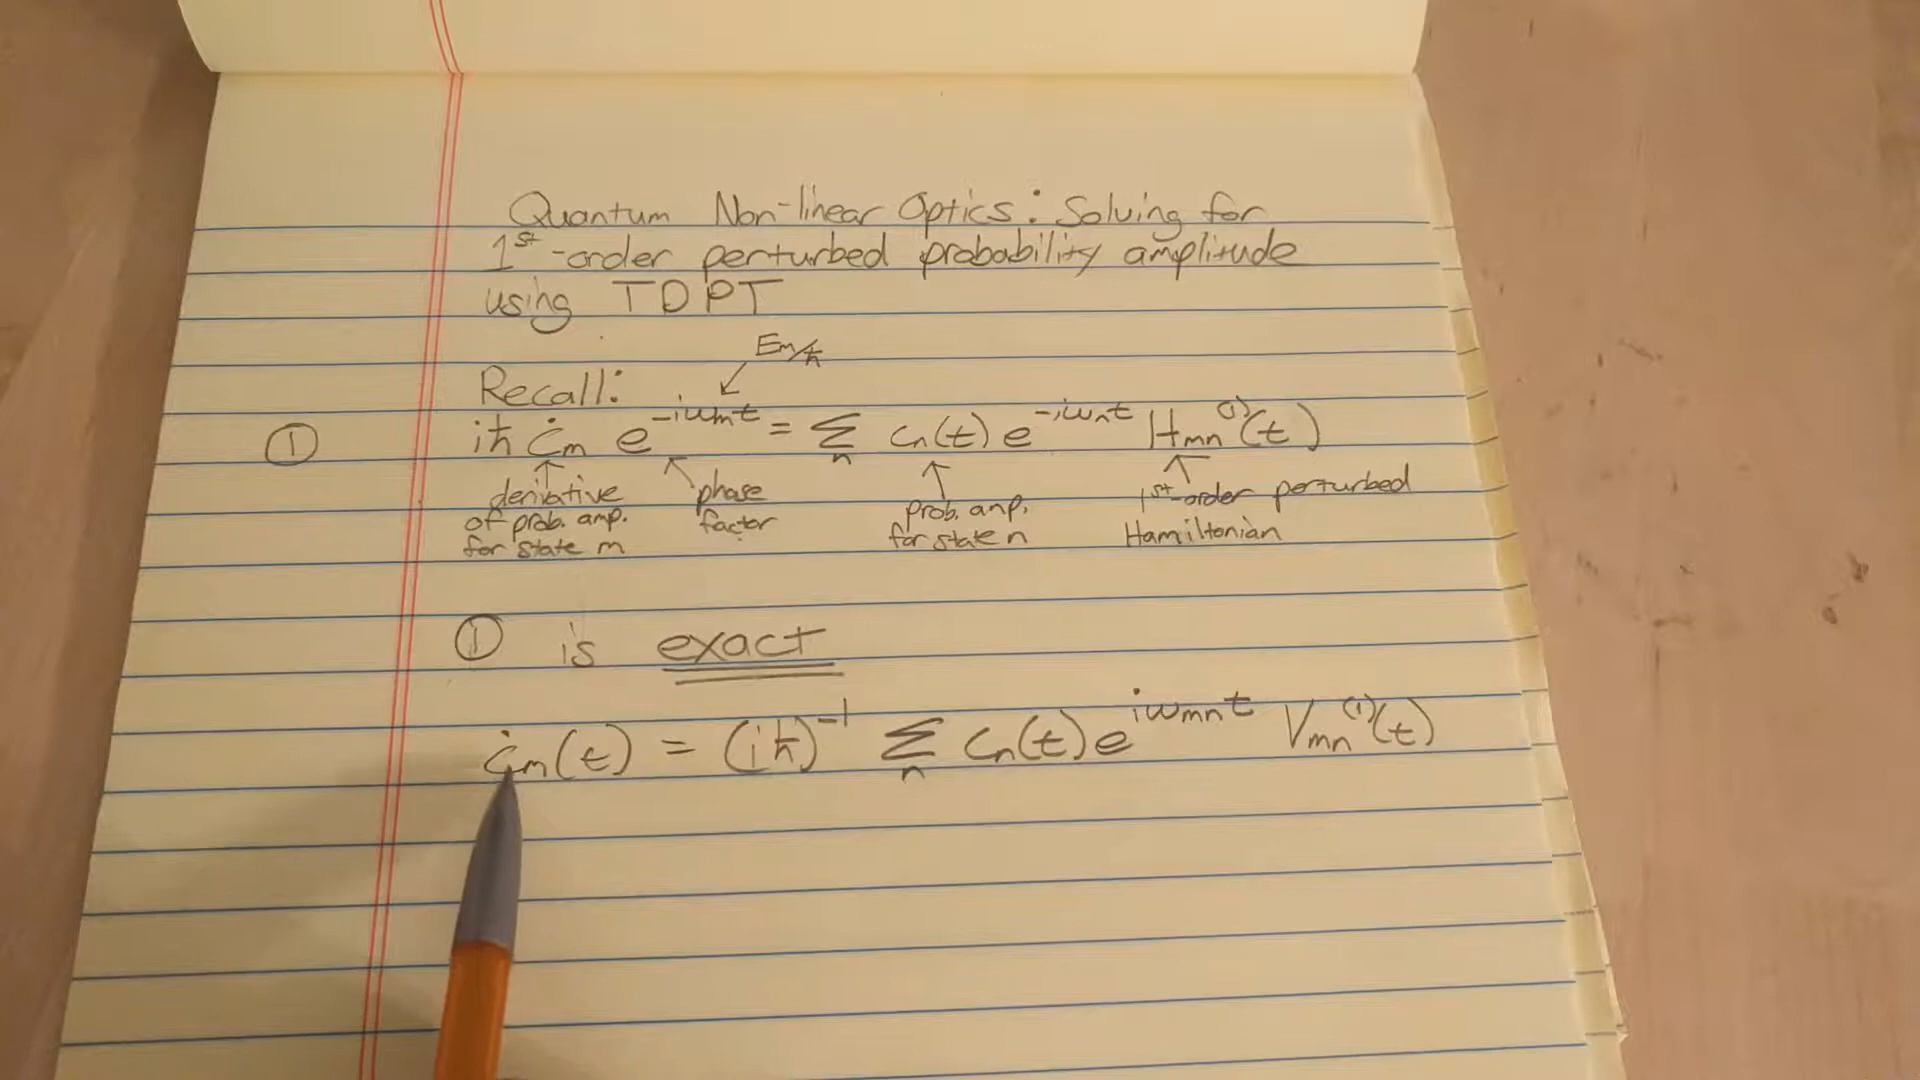 Quantum Non-linear Optics: Solving for
1st-order perturbed probability amplitude
using TDPT
Em/ħ
Recall:
① iħ ċm e^-iωmt = Σn cn(t) e^-iωnt Hmn^(1)(t)
derivative of prob. amp. for state m
phase factor
prob. amp. for state n
1st-order perturbed Hamiltonian
① is exact
ċm(t) = (iħ)^-1 Σn cn(t) e^iωmnt Vmn^(1)(t)